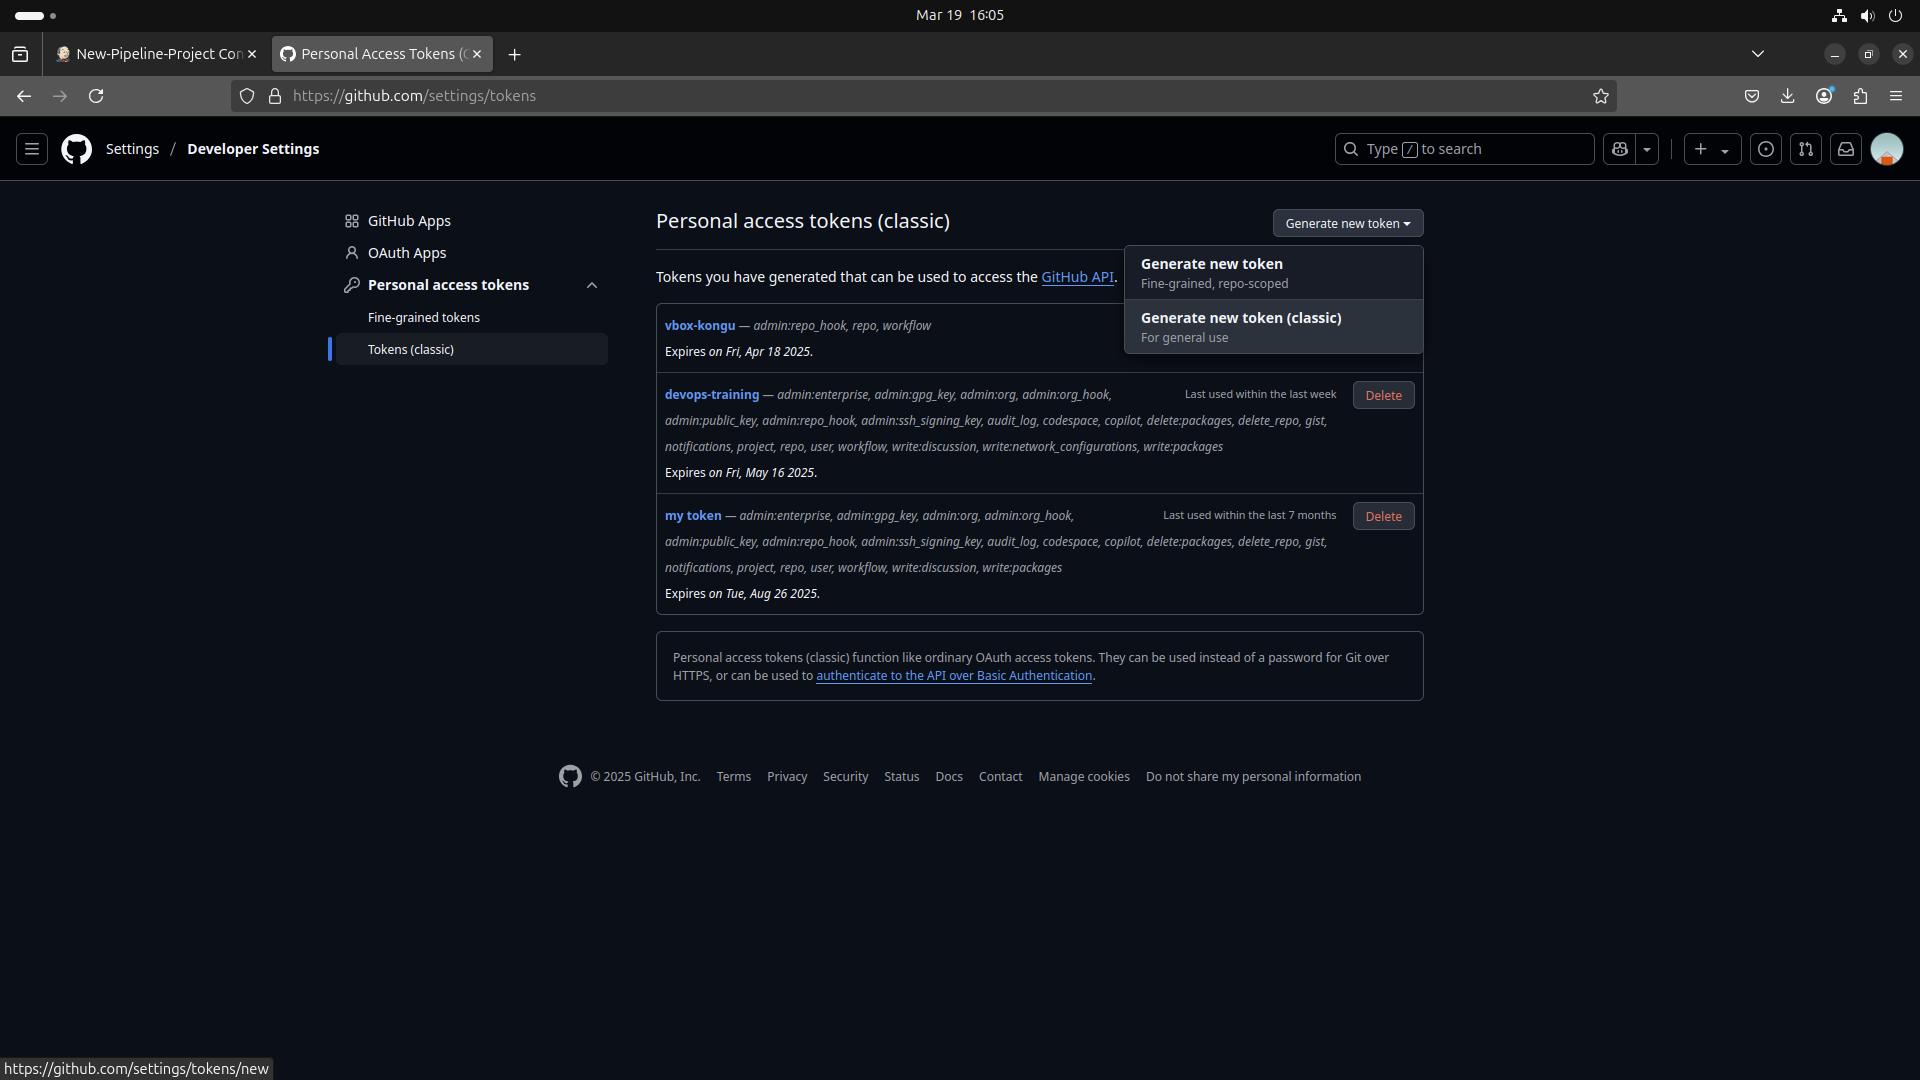 Mar 19 16:05
New-Pipeline-Project Con
Personal Access Tokens (C
https://github.com/settings/tokens
Settings / Developer Settings
Type / to search
GitHub Apps
OAuth Apps
Personal access tokens
Fine-grained tokens
Tokens (classic)
Personal access tokens (classic)
Generate new token
Generate new token
Fine-grained, repo-scoped
Generate new token (classic)
For general use
Tokens you have generated that can be used to access the GitHub API.
vbox-kongu — admin:repo_hook, repo, workflow
Expires on Fri, Apr 18 2025.
devops-training — admin:enterprise, admin:gpg_key, admin:org, admin:org_hook,
Last used within the last week
Delete
admin:public_key, admin:repo_hook, admin:ssh_signing_key, audit_log, codespace, copilot, delete:packages, delete_repo, gist,
notifications, project, repo, user, workflow, write:discussion, write:network_configurations, write:packages
Expires on Fri, May 16 2025.
my token — admin:enterprise, admin:gpg_key, admin:org, admin:org_hook,
Last used within the last 7 months
Delete
admin:public_key, admin:repo_hook, admin:ssh_signing_key, audit_log, codespace, copilot, delete:packages, delete_repo, gist,
notifications, project, repo, user, workflow, write:discussion, write:packages
Expires on Tue, Aug 26 2025.
Personal access tokens (classic) function like ordinary OAuth access tokens. They can be used instead of a password for Git over
HTTPS, or can be used to authenticate to the API over Basic Authentication.
© 2025 GitHub, Inc. Terms Privacy Security Status Docs Contact Manage cookies Do not share my personal information
https://github.com/settings/tokens/new